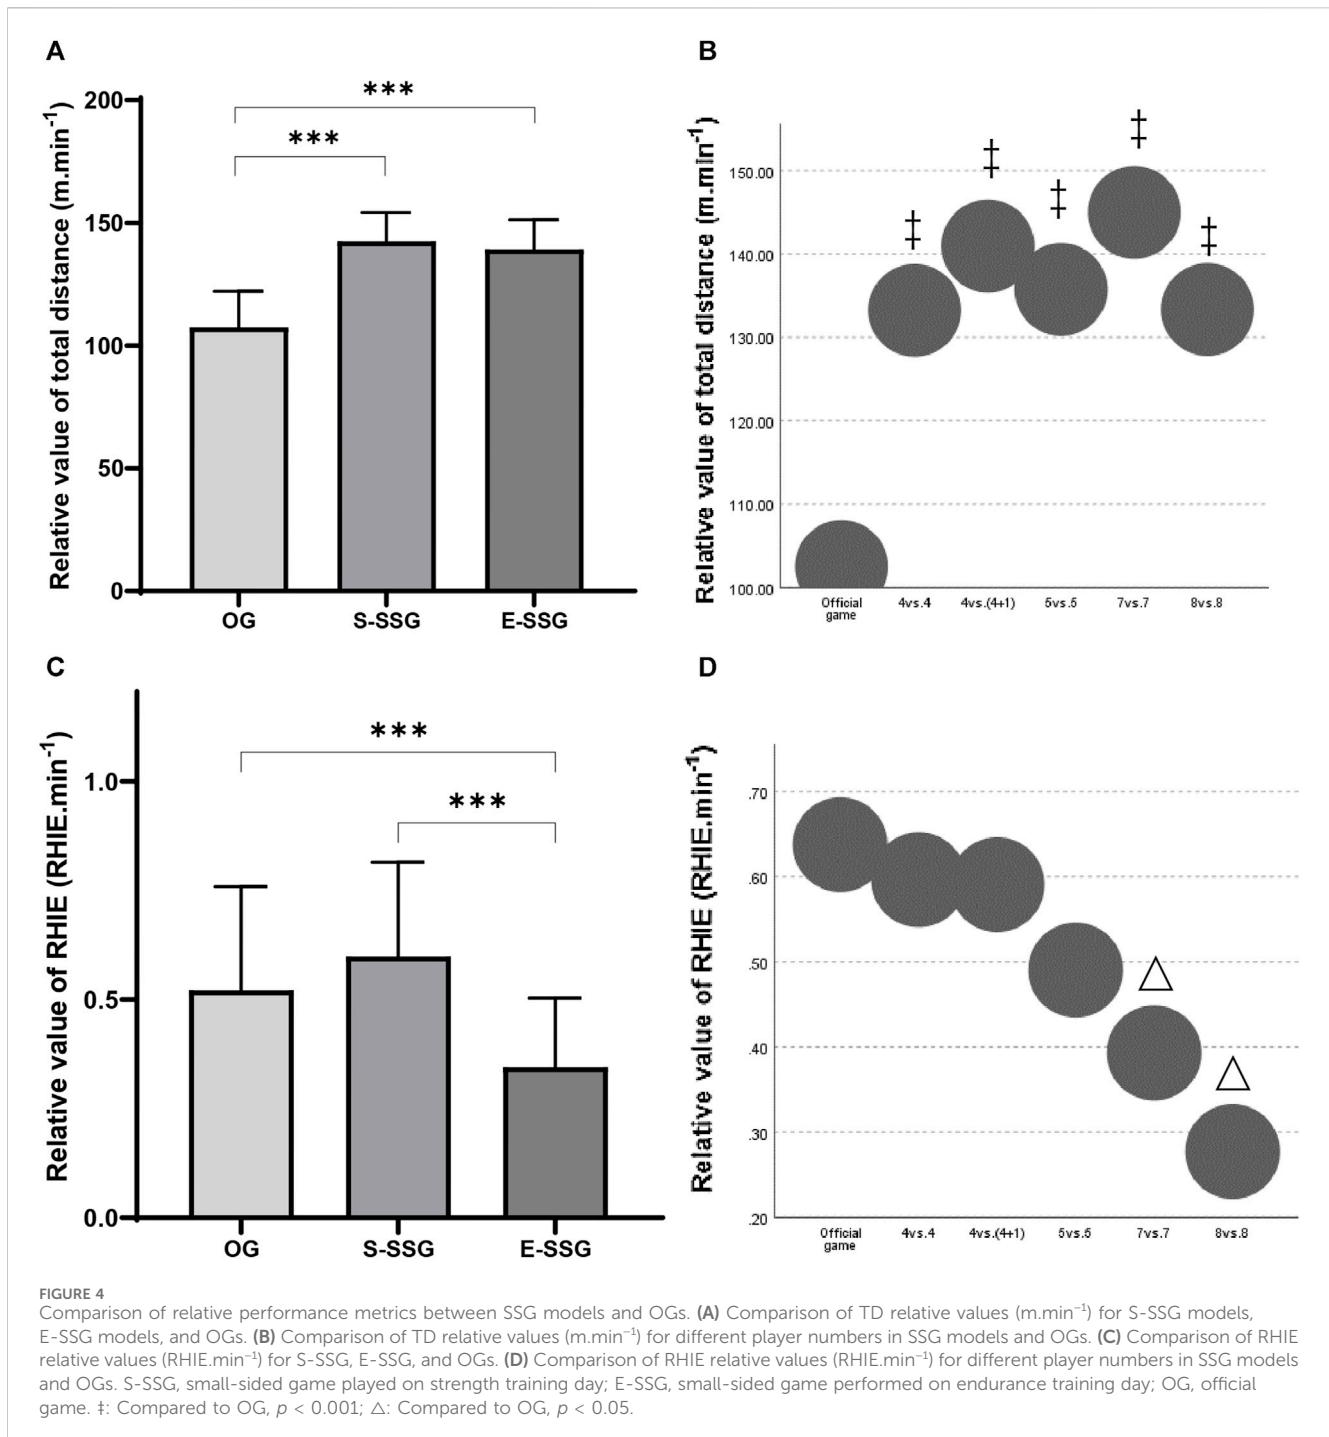 A
Relative value of total distance (m.min⁻¹)
200
150
100
50
0
***
***
OG S-SSG E-SSG
B
Relative value of total distance (m.min⁻¹)
150.00
140.00
130.00
120.00
110.00
100.00
‡ ‡ ‡ ‡ ‡
Official game 4vs.4 4vs.(4+1) 5vs.5 7vs.7 8vs.8
C
Relative value of RHIE (RHIE.min⁻¹)
1.0
0.5
0.0
***
***
OG S-SSG E-SSG
D
Relative value of RHIE (RHIE.min⁻¹)
.70
.60
.50
.40
.30
.20
△ △
Official game 4vs.4 4vs.(4+1) 5vs.5 7vs.7 8vs.8
FIGURE 4
Comparison of relative performance metrics between SSG models and OGs. (A) Comparison of TD relative values (m.min⁻¹) for S-SSG models,
E-SSG models, and OGs. (B) Comparison of TD relative values (m.min⁻¹) for different player numbers in SSG models and OGs. (C) Comparison of RHIE
relative values (RHIE.min⁻¹) for S-SSG, E-SSG, and OGs. (D) Comparison of RHIE relative values (RHIE.min⁻¹) for different player numbers in SSG models
and OGs. S-SSG, small-sided game played on strength training day; E-SSG, small-sided game performed on endurance training day; OG, official
game. ‡: Compared to OG, p < 0.001; △: Compared to OG, p < 0.05.